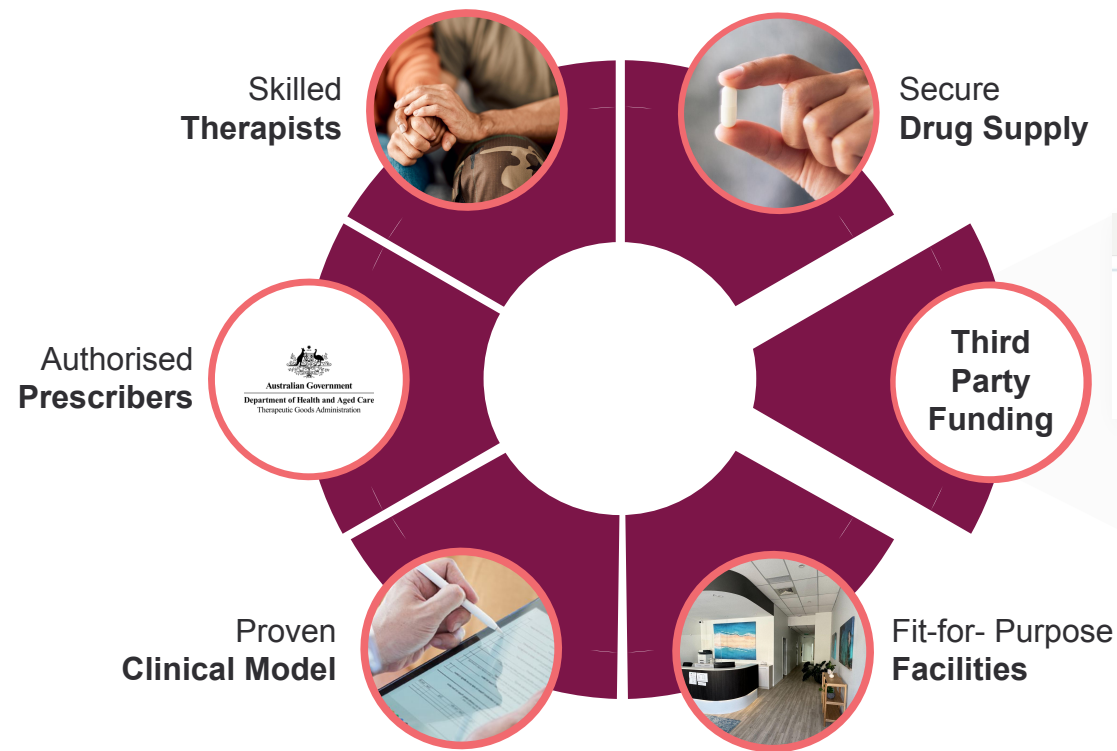 Skilled
Therapists
Secure
Drug Supply
Authorised
Prescribers
Australian Government
Department of Health and Aged Care
Therapeutic Goods Administration
Third
Party
Funding
Proven
Clinical Model
Fit-for- Purpose
Facilities